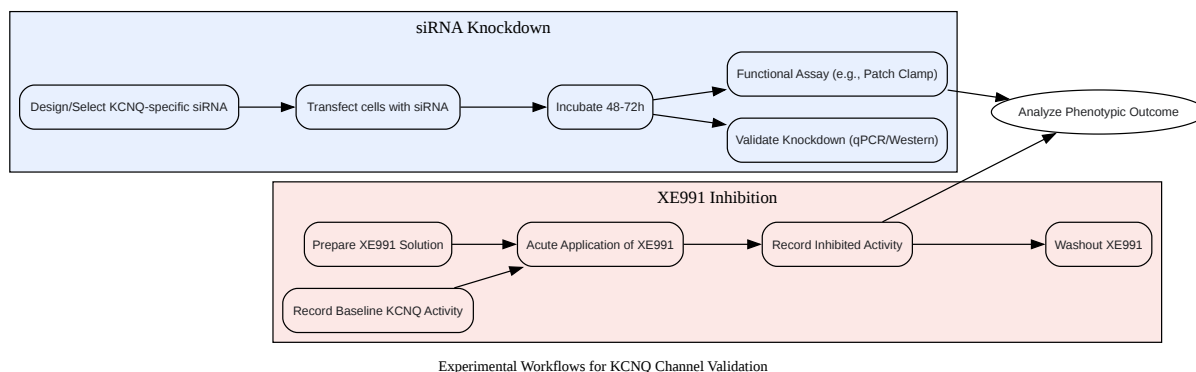 siRNA Knockdown
Design/Select KCNQ-specific siRNA
Transfect cells with siRNA
Incubate 48-72h
Functional Assay (e.g., Patch Clamp)
Validate Knockdown (qPCR/Western)
Analyze Phenotypic Outcome
XE991 Inhibition
Prepare XE991 Solution
Record Baseline KCNQ Activity
Acute Application of XE991
Record Inhibited Activity
Washout XE991
Experimental Workflows for KCNQ Channel Validation